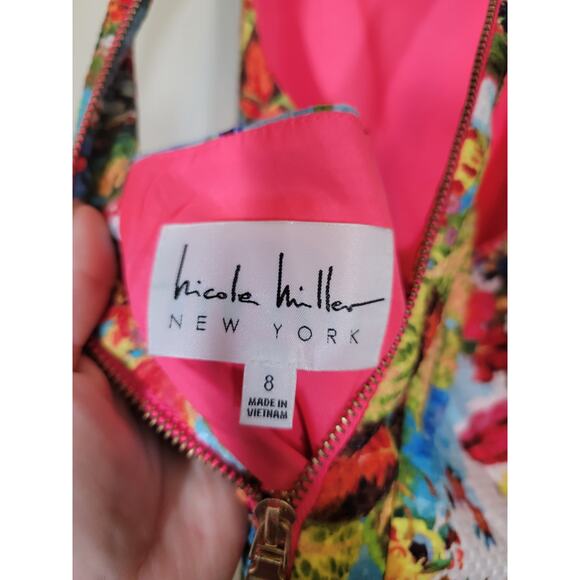 nicole miller
NEW YORK
8
MADE IN
VIETNAM